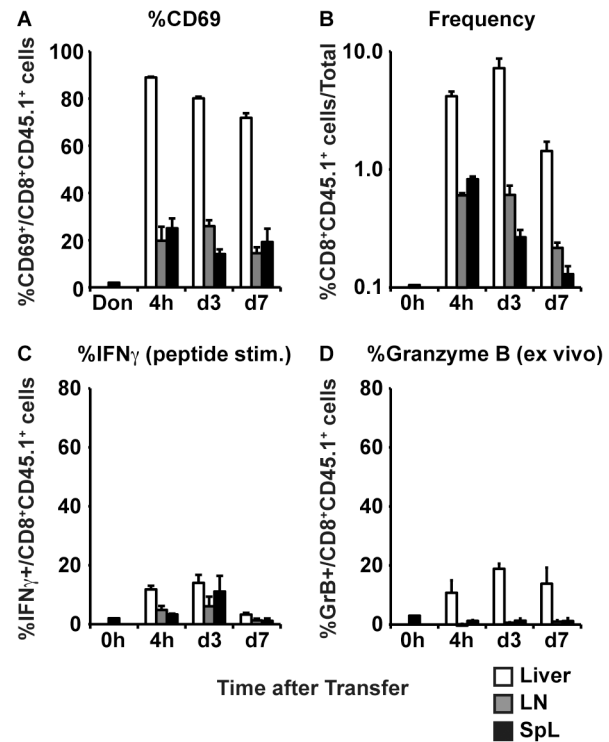 A %CD69
%CD69⁺/CD8⁺CD45.1⁺ cells
100
80
60
40
20
0
Don 4h d3 d7
B Frequency
%CD8⁺CD45.1⁺ cells/Total
10.0
1.0
0.1
0h 4h d3 d7
C %IFNγ (peptide stim.)
%IFNγ+/CD8⁺CD45.1⁺ cells
80
60
40
20
0
0h 4h d3 d7
D %Granzyme B (ex vivo)
%GrB+/CD8⁺CD45.1⁺ cells
80
60
40
20
0
0h 4h d3 d7
Time after Transfer
Liver
LN
SpL